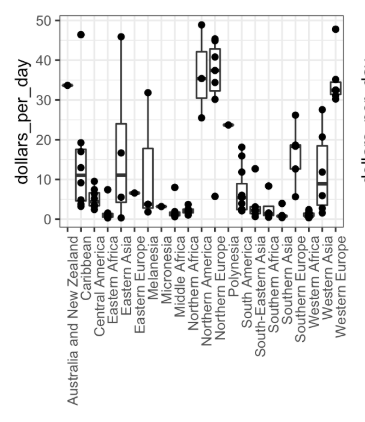 dollars_per_day
50
40
30
20
10
0
Australia and New Zealand
Caribbean
Central America
Eastern Africa
Eastern Asia
Eastern Europe
Melanesia
Micronesia
Middle Africa
Northern Africa
Northern America
Northern Europe
Polynesia
South America
South-Eastern Asia
Southern Africa
Southern Asia
Southern Europe
Western Africa
Western Asia
Western Europe